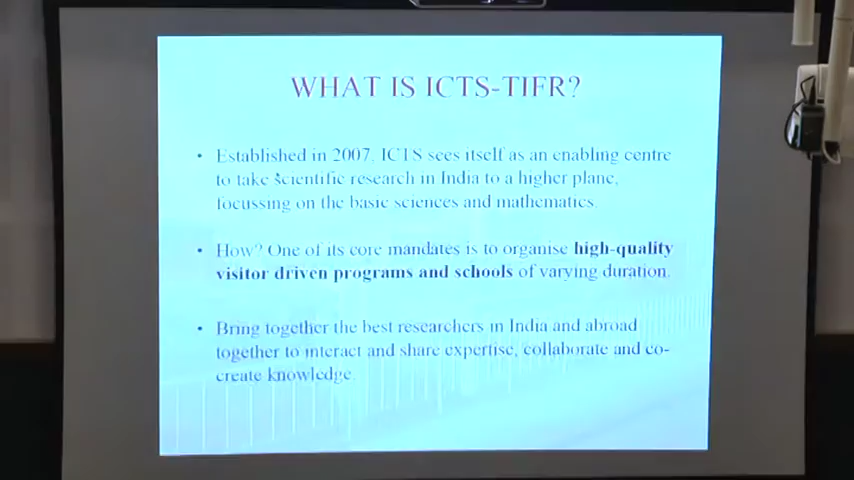 WHAT IS ICTS-TIFR?
• Established in 2007, ICTS sees itself as an enabling centre
to take scientific research in India to a higher plane,
focussing on the basic sciences and mathematics.
• How? One of its core mandates is to organise high-quality
visitor driven programs and schools of varying duration.
• Bring together the best researchers in India and abroad
together to interact and share expertise, collaborate and co-
create knowledge.